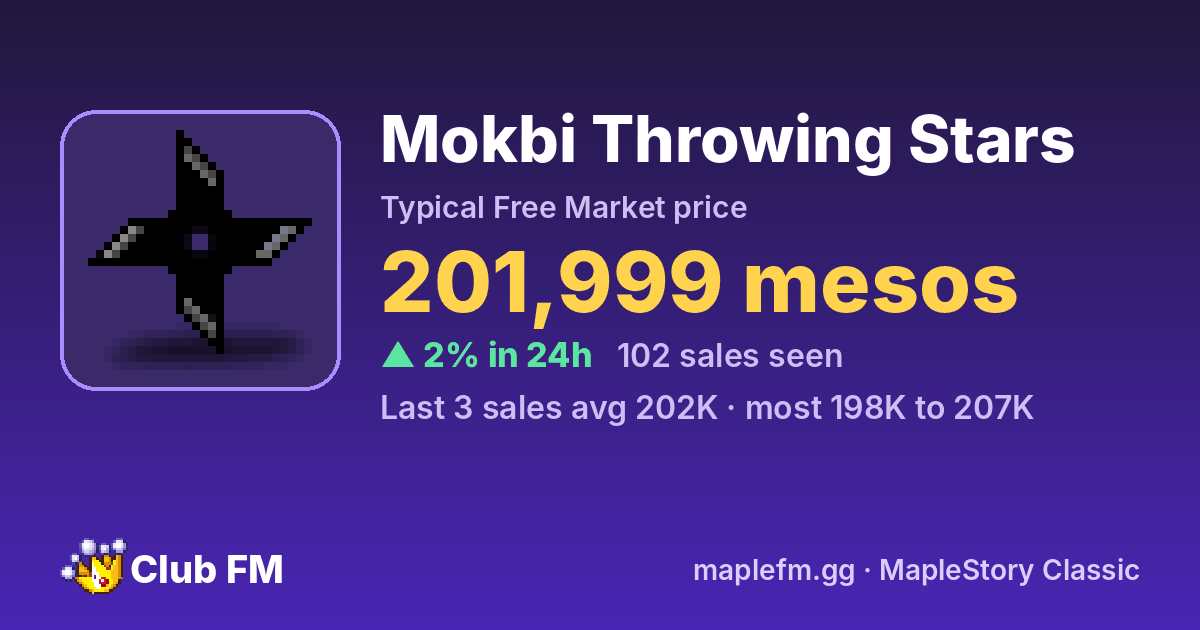 Mokbi Throwing Stars
Typical Free Market price
201,999 mesos
▲ 2% in 24h 102 sales seen
Last 3 sales avg 202K · most 198K to 207K
Club FM
maplefm.gg · MapleStory Classic